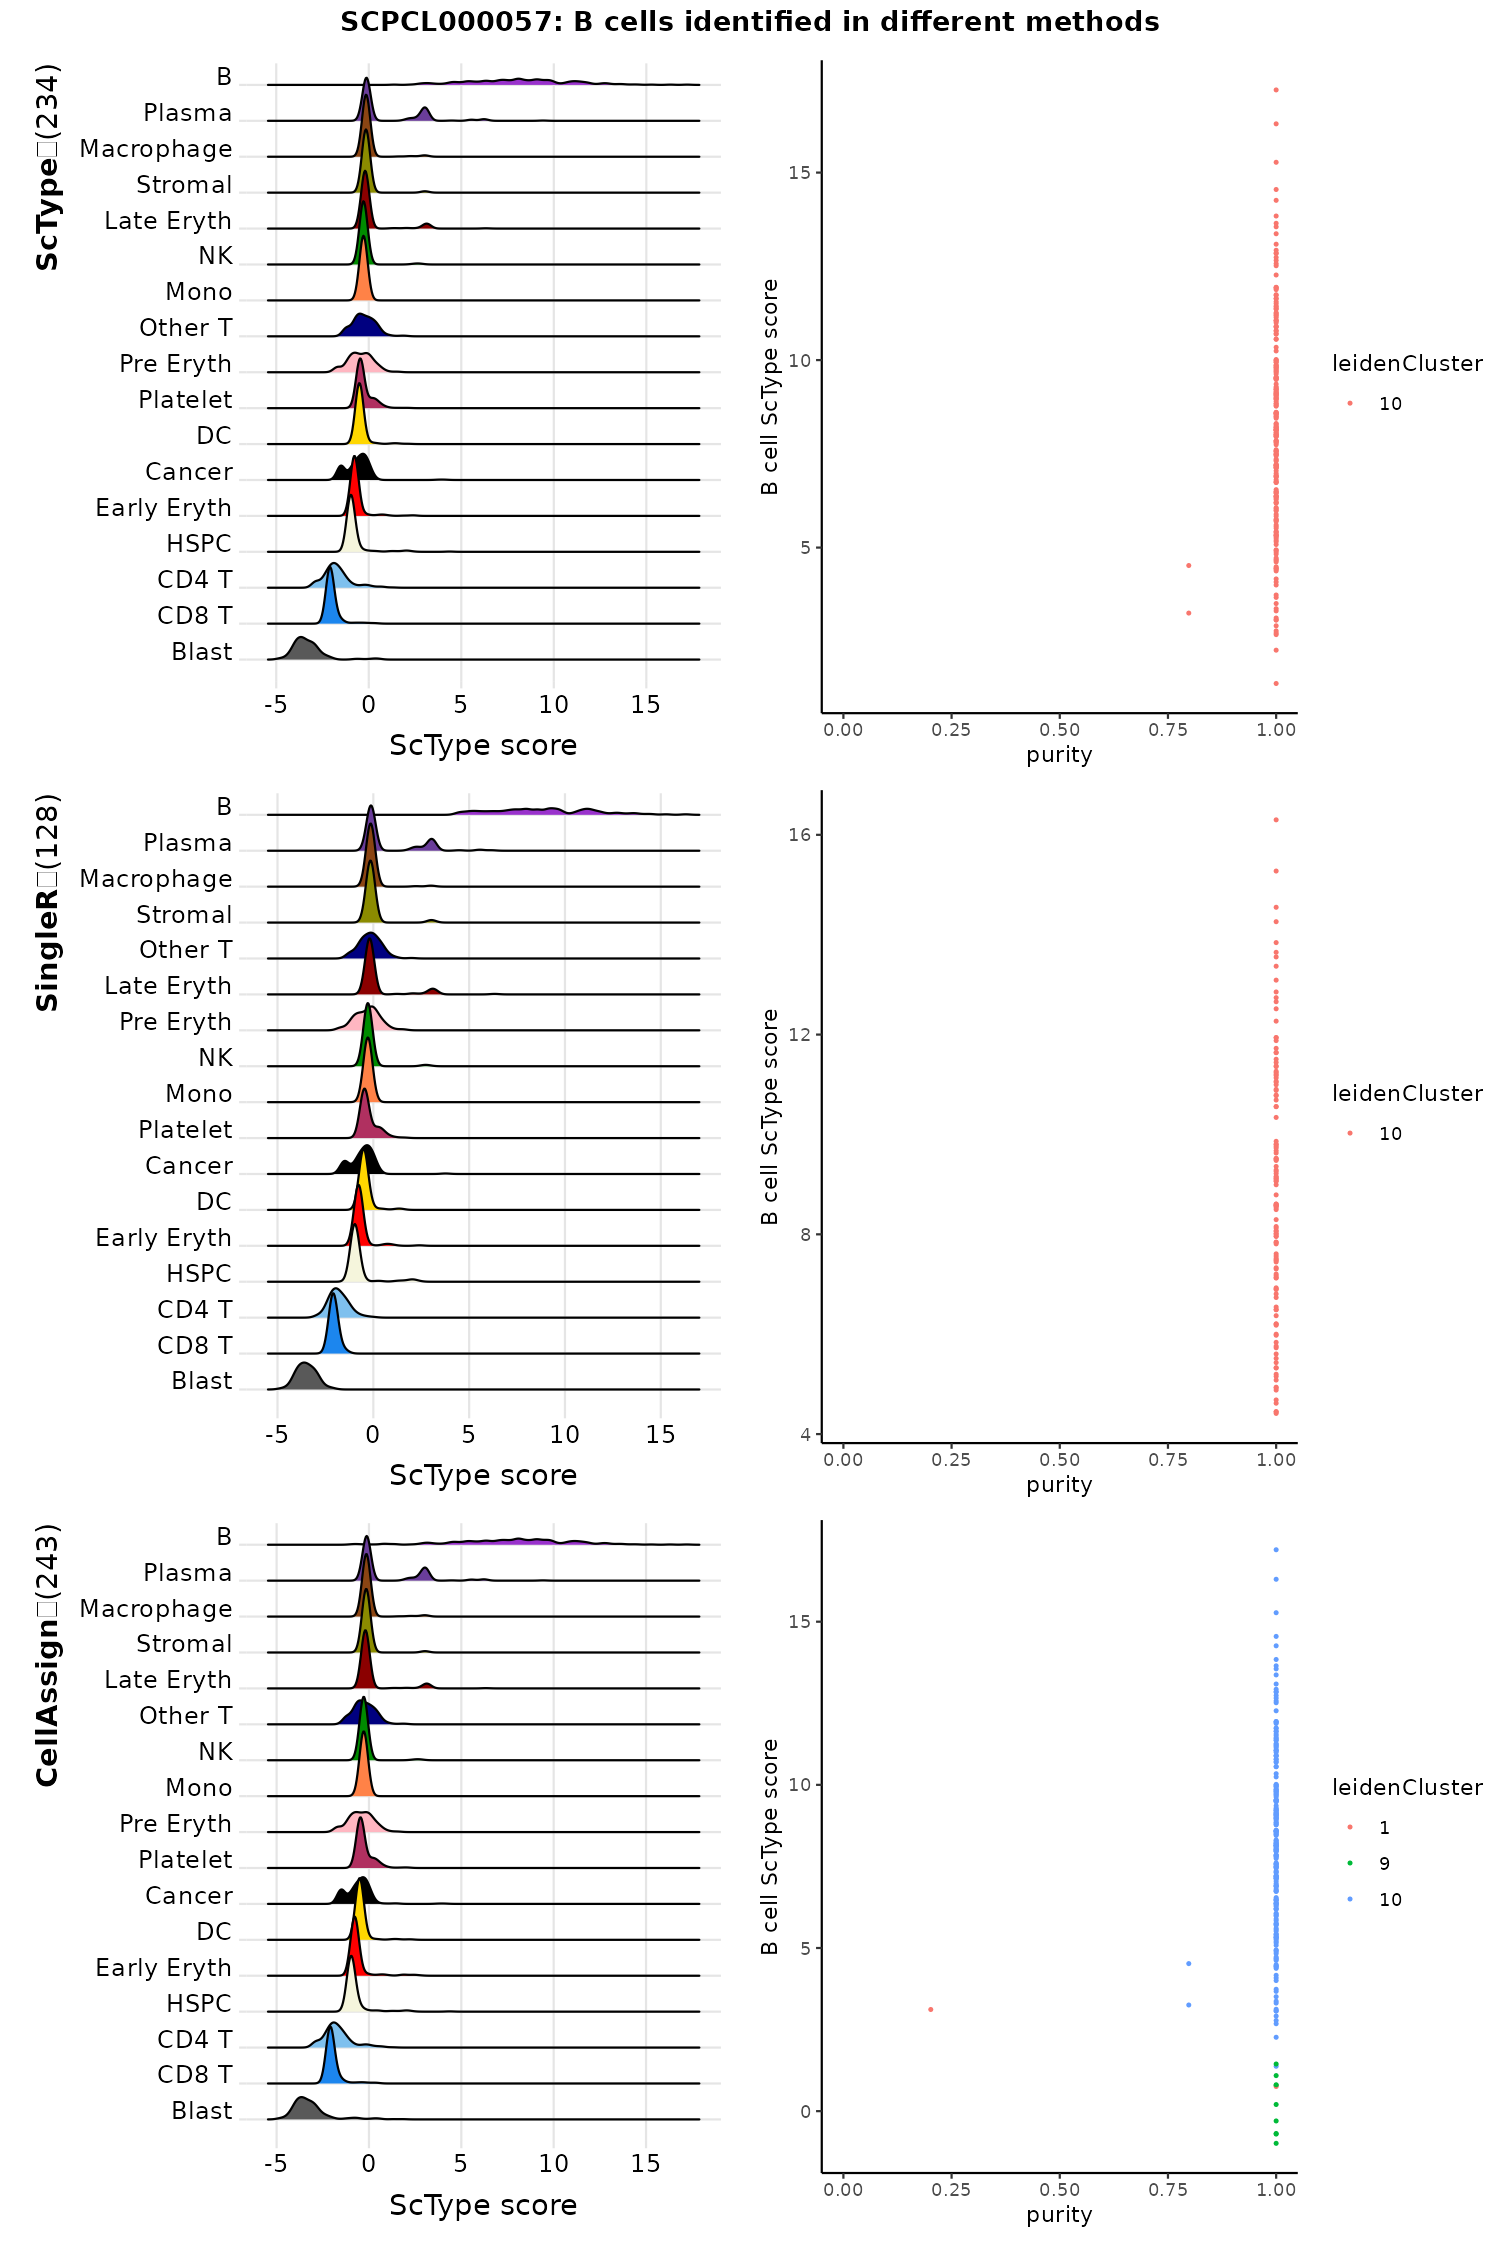 SCPCL000057: B cells identified in different methods
ScType□(234)
B
Plasma
Macrophage
Stromal
Late Eryth
NK
Mono
Other T
Pre Eryth
Platelet
DC
Cancer
Early Eryth
HSPC
CD4 T
CD8 T
Blast
-5 0 5 10 15
ScType score
B cell ScType score
15
10
5
0.00 0.25 0.50 0.75 1.00
purity
leidenCluster
10
SingleR□(128)
B
Plasma
Macrophage
Stromal
Other T
Late Eryth
Pre Eryth
NK
Mono
Platelet
Cancer
DC
Early Eryth
HSPC
CD4 T
CD8 T
Blast
-5 0 5 10 15
ScType score
B cell ScType score
16
12
8
4
0.00 0.25 0.50 0.75 1.00
purity
leidenCluster
10
CellAssign□(243)
B
Plasma
Macrophage
Stromal
Late Eryth
Other T
NK
Mono
Pre Eryth
Platelet
Cancer
DC
Early Eryth
HSPC
CD4 T
CD8 T
Blast
-5 0 5 10 15
ScType score
B cell ScType score
15
10
5
0
0.00 0.25 0.50 0.75 1.00
purity
leidenCluster
1
9
10